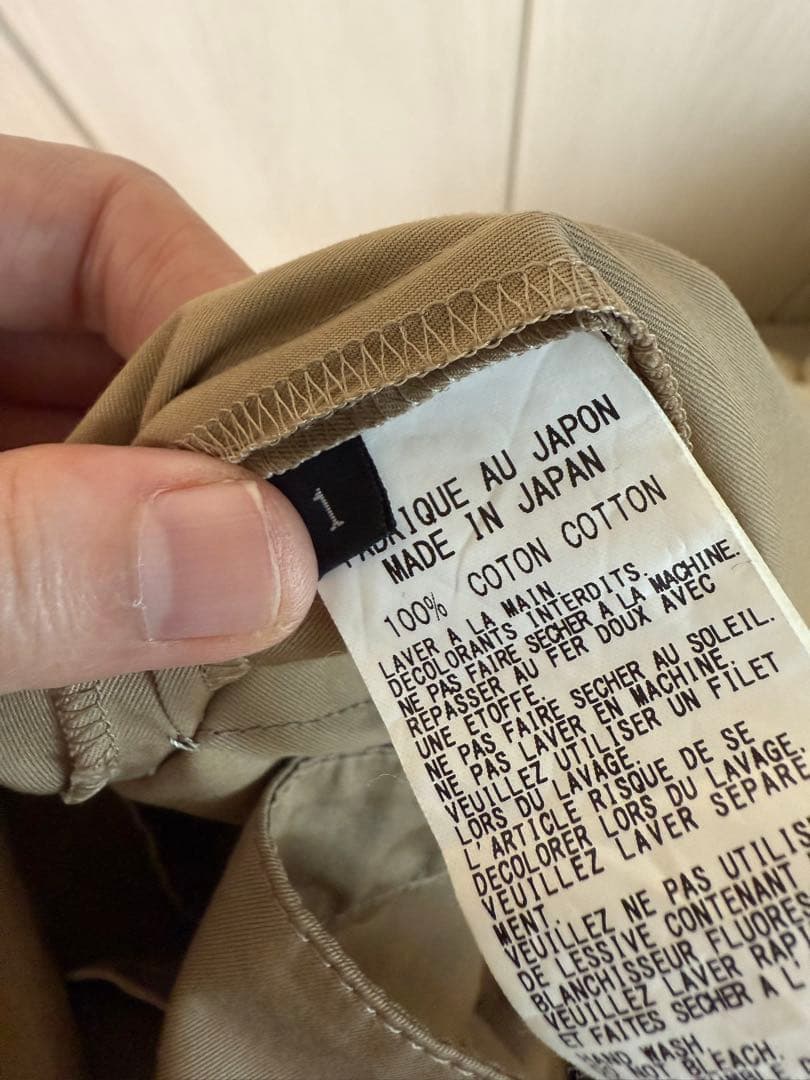 1
FABRIQUE AU JAPON
MADE IN JAPAN
100% COTON COTTON
LAVER A LA MAIN.
DECOLORANTS INTERDITS.
NE PAS FAIRE SECHER A LA MACHINE.
REPASSER AU FER DOUX AVEC
UNE ETOFFE.
NE PAS FAIRE SECHER AU SOLEIL.
NE PAS LAVER EN MACHINE.
VEUILLEZ UTILISER UN FILET
LORS DU LAVAGE.
L'ARTICLE RISQUE DE SE
DECOLORER LORS DU LAVAGE.
VEUILLEZ LAVER SEPARE
MENT.
VEUILLEZ NE PAS UTILIS
DE LESSIVE CONTENANT
BLANCHISSEUR FLUORES
VEUILLEZ LAVER RAP
ET FAITES SECHER A L'
HAND WASH.
NOT BLEACH.